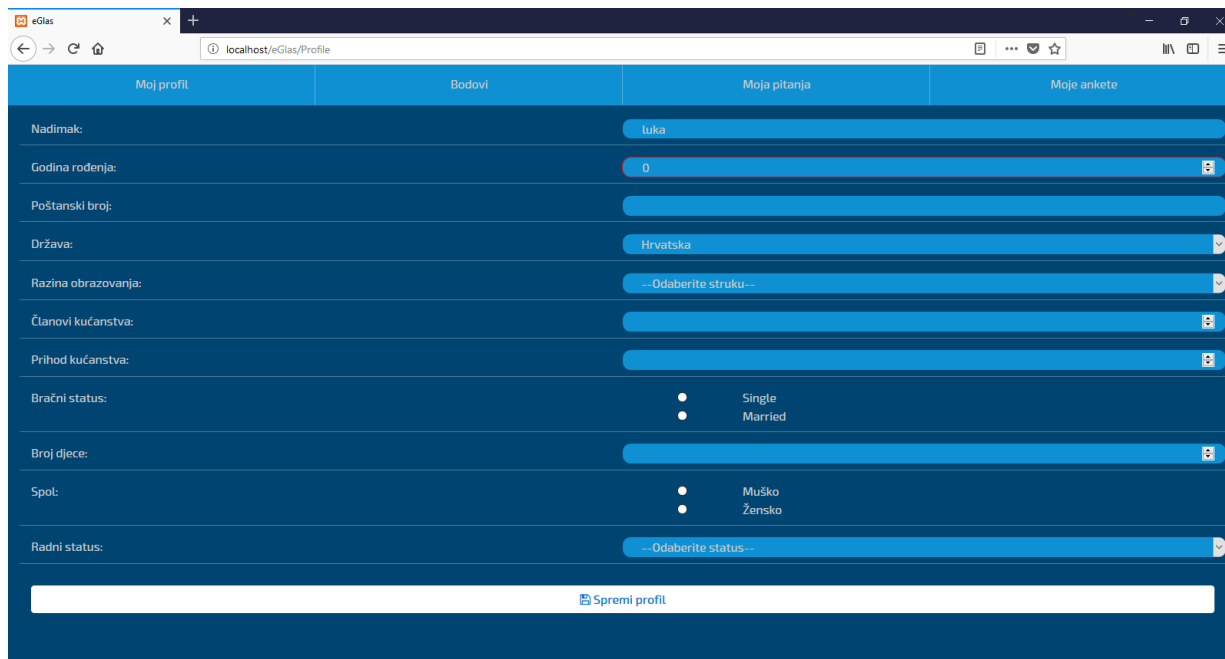 eGlas
localhost/eGlas/Profile
Moj profil Bodovi Moja pitanja Moje ankete
Nadimak: luka
Godina rođenja: 0
Poštanski broj:
Država: Hrvatska
Razina obrazovanja: --Odaberite struku--
Članovi kućanstva:
Prihod kućanstva:
Bračni status: Single
Married
Broj djece:
Spol: Muško
Žensko
Radni status: --Odaberite status--
Spremi profil